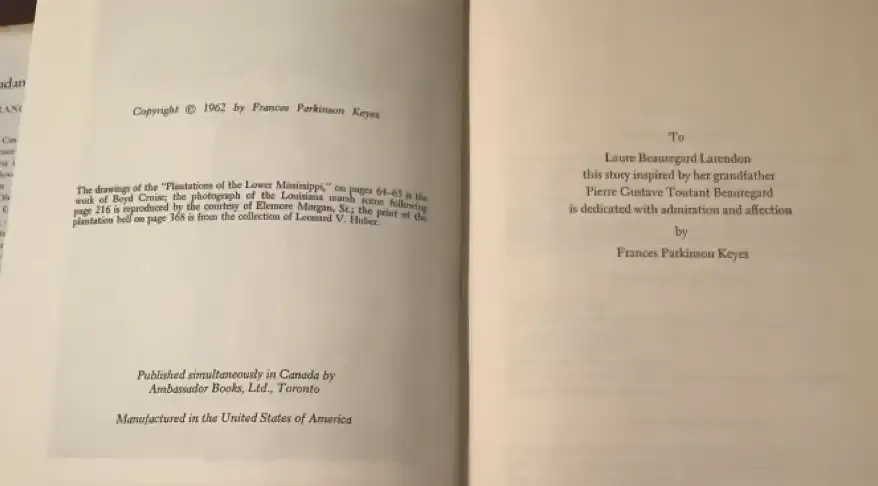 Copyright © 1962 by Frances Parkinson Keyes
The drawings of the "Plantations of the Lower Mississippi," on pages 64-65 is the
work of Boyd Cruise; the photograph of the Louisiana marsh scene following
page 216 is reproduced by the courtesy of Elemore Morgan, Sr.; the print of the
plantation bell on page 368 is from the collection of Leonard V. Huber.
Published simultaneously in Canada by
Ambassador Books, Ltd., Toronto
Manufactured in the United States of America
To
Laure Beauregard Larendon
this story inspired by her grandfather
Pierre Gustave Toutant Beauregard
is dedicated with admiration and affection
by
Frances Parkinson Keyes